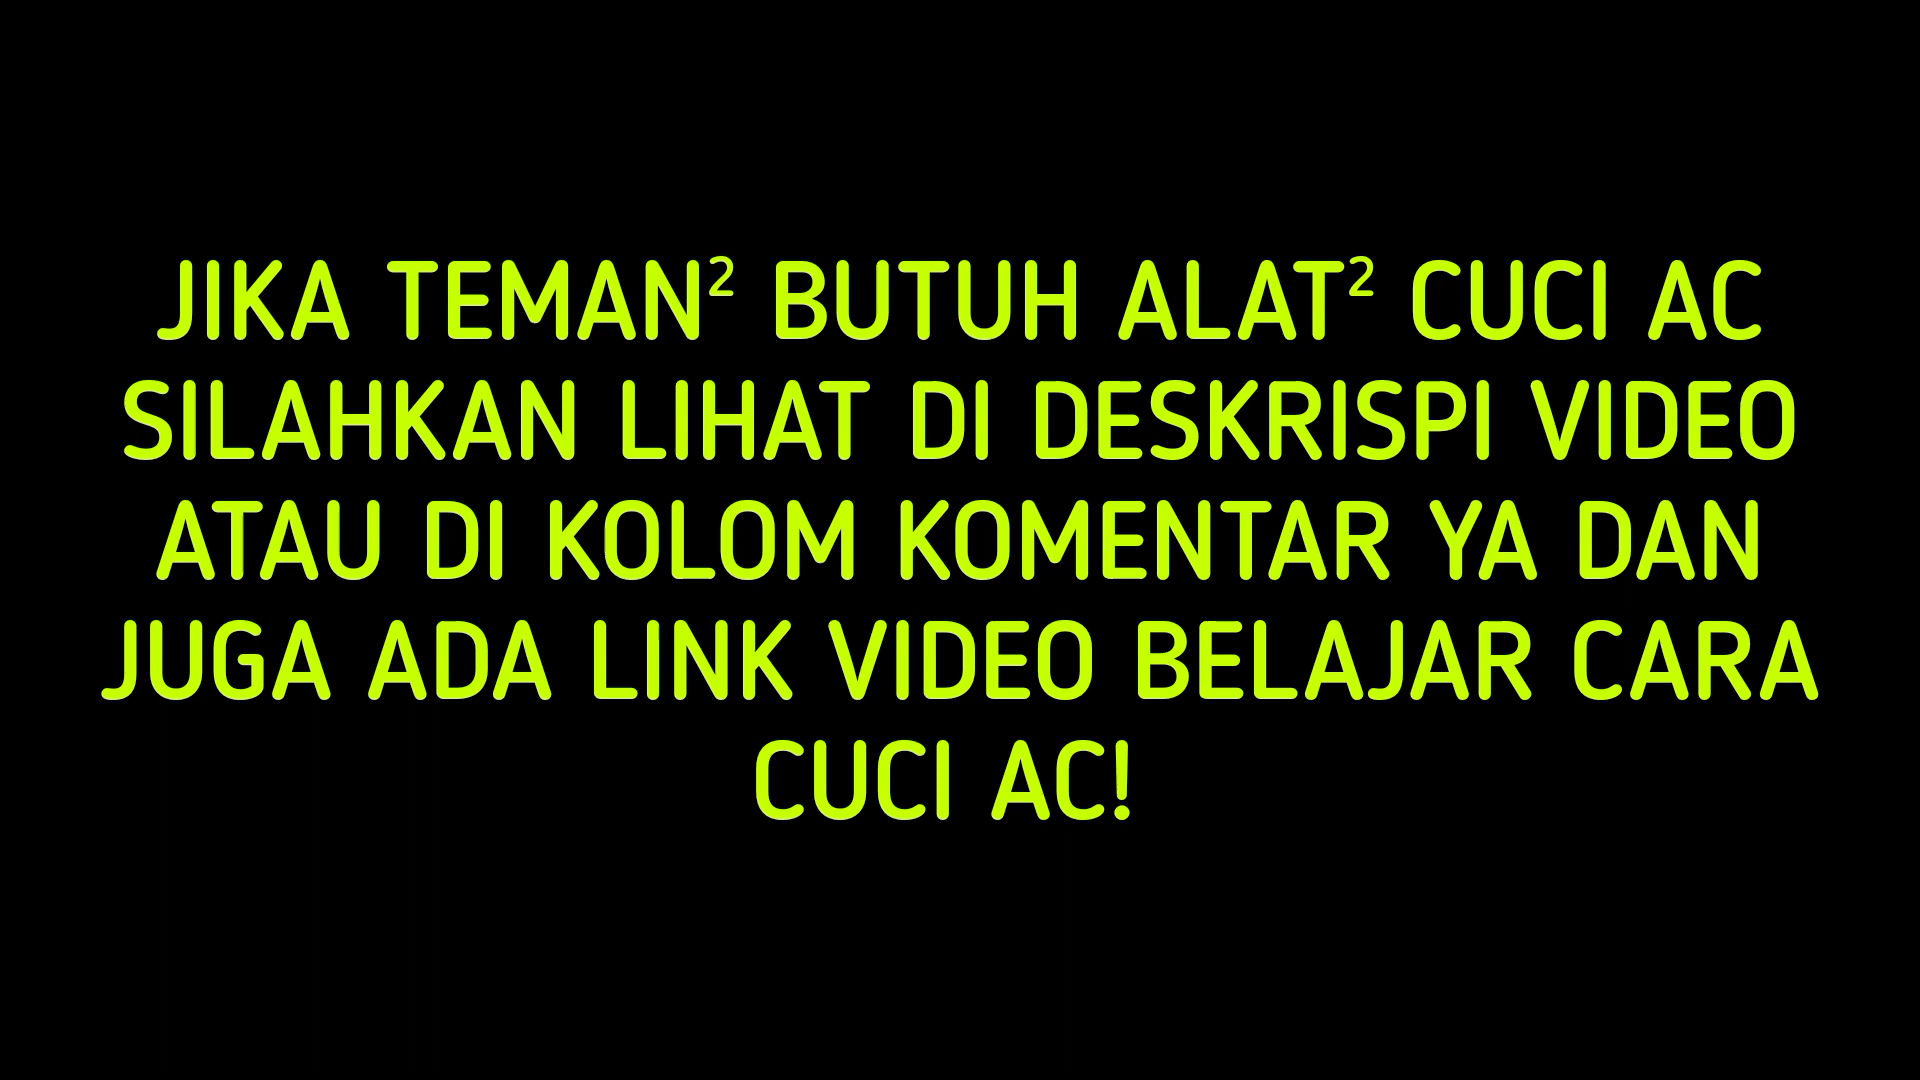 JIKA TEMAN² BUTUH ALAT² CUCI AC
SILAHKAN LIHAT DI DESKRISPI VIDEO
ATAU DI KOLOM KOMENTAR YA DAN
JUGA ADA LINK VIDEO BELAJAR CARA
CUCI AC!